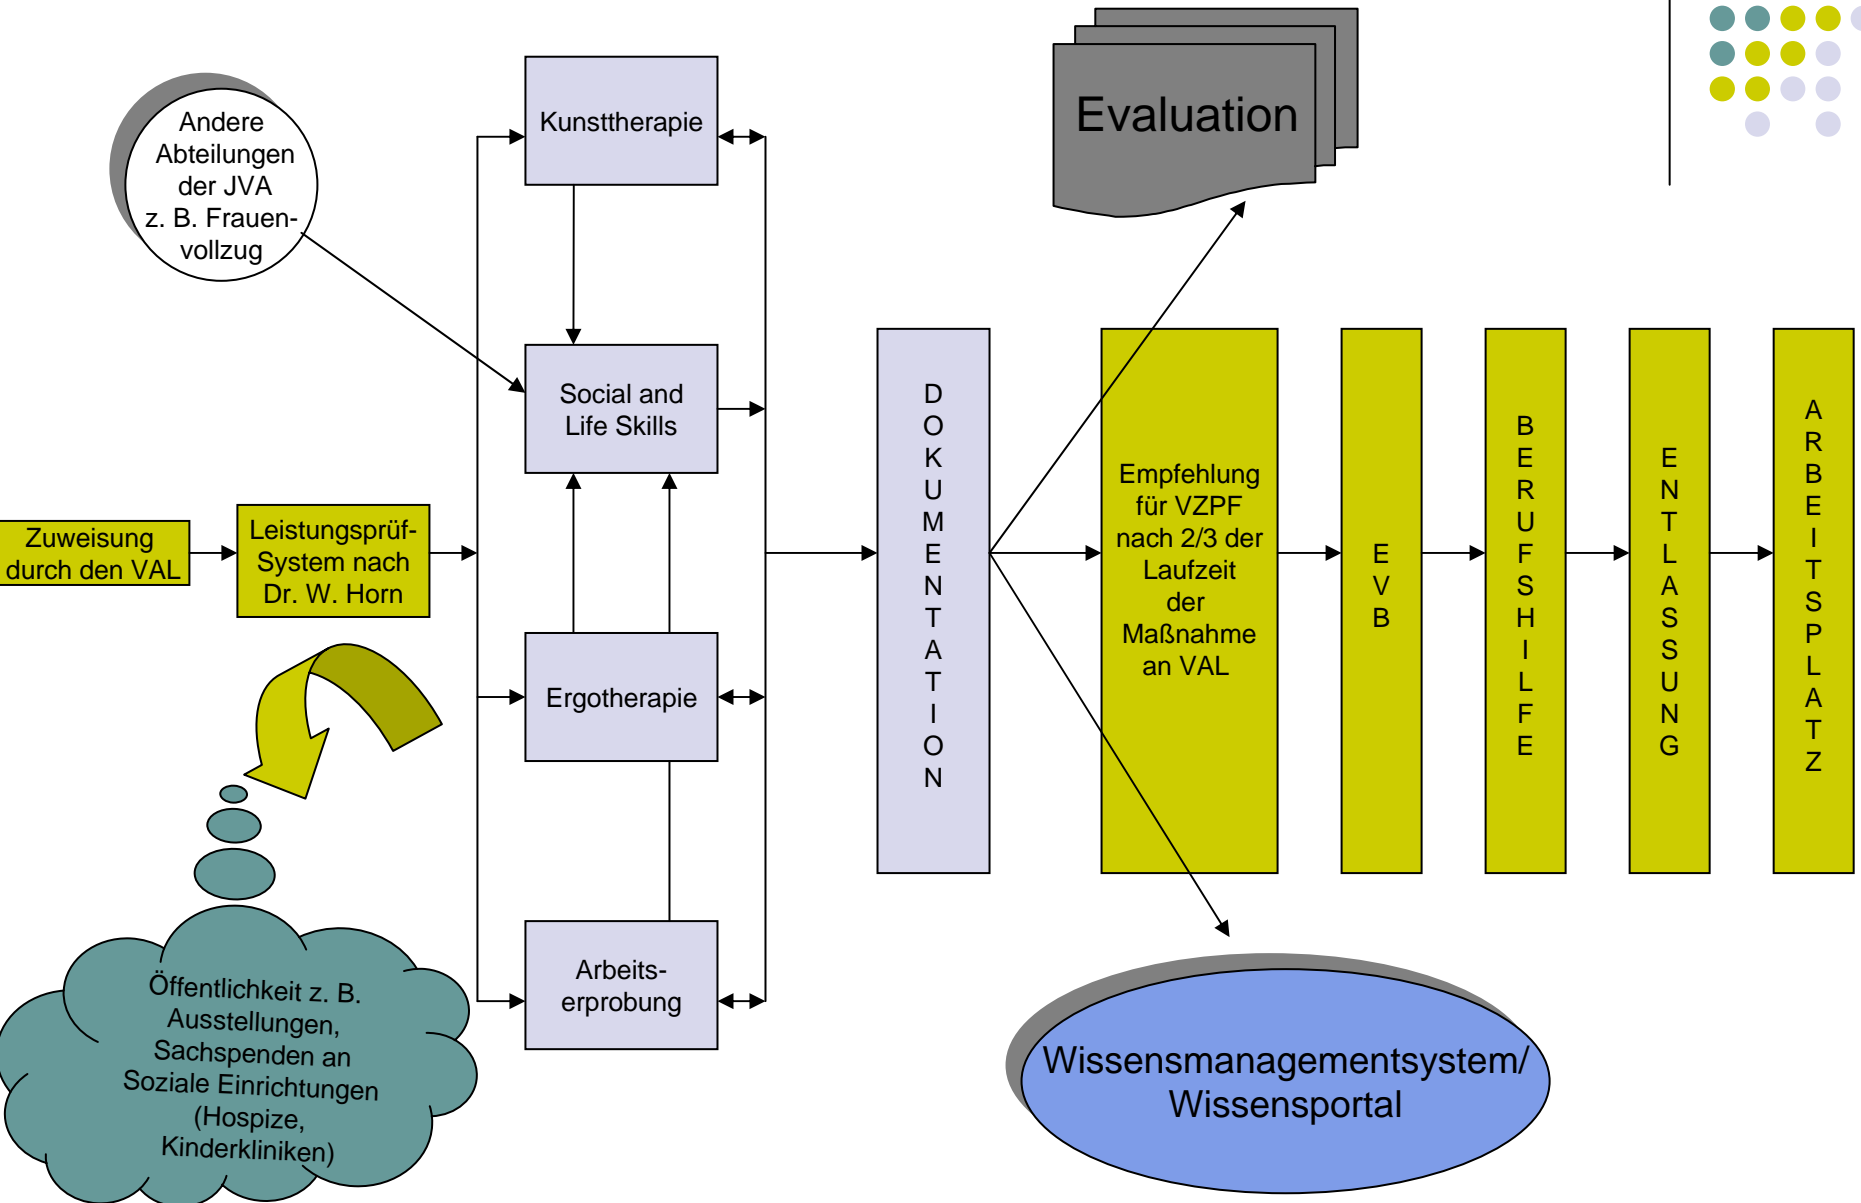 Andere
Abteilungen
der JVA
z. B. Frauen-
vollzug
Kunsttherapie
Evaluation
Social and
Life Skills
Zuweisung
durch den VAL
Leistungsprüf-
System nach
Dr. W. Horn
Ergotherapie
Arbeits-
erprobung
Öffentlichkeit z. B.
Ausstellungen,
Sachspenden an
Soziale Einrichtungen
(Hospize,
Kinderkliniken)
DOKUMENTATION
Empfehlung
für VZPF
nach 2/3 der
Laufzeit
der
Maßnahme
an VAL
EVB
BERUFSHILFE
ENTLASSUNG
ARBEITSPLATZ
Wissensmanagementsystem/
Wissensportal